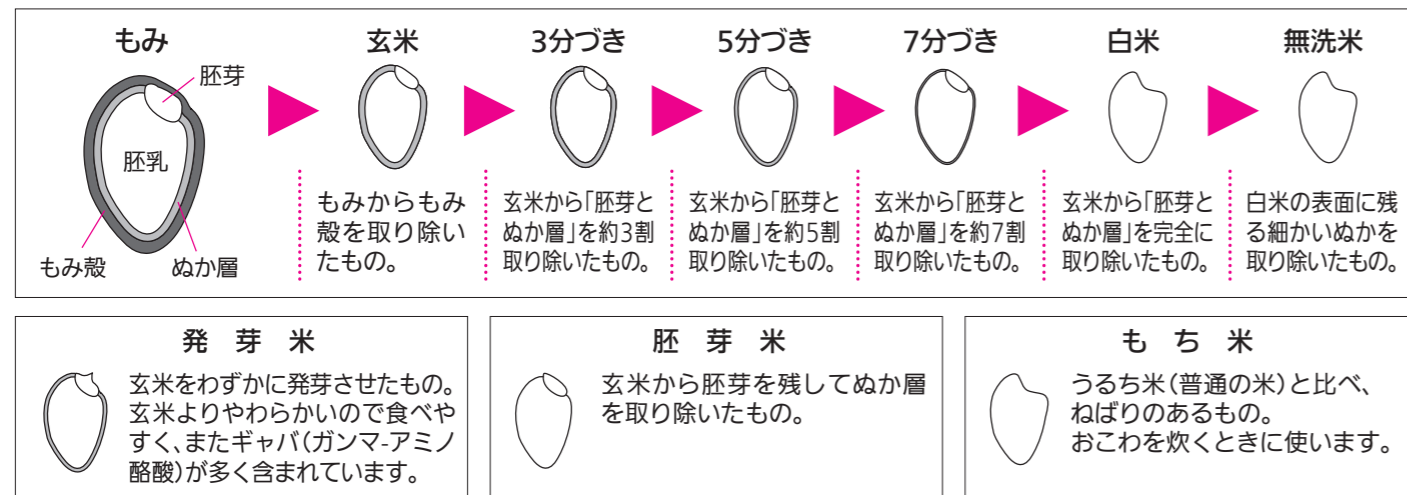 もみ
胚芽
胚乳
もみ殻
ぬか層
玄米
もみからもみ
殻を取り除い
たもの。
3分づき
玄米から「胚芽と
ぬか層」を約3割
取り除いたもの。
5分づき
玄米から「胚芽と
ぬか層」を約5割
取り除いたもの。
7分づき
玄米から「胚芽と
ぬか層」を約7割
取り除いたもの。
白米
玄米から「胚芽と
ぬか層」を完全に
取り除いたもの。
無洗米
白米の表面に残
る細かいぬかを
取り除いたもの。
発芽米
玄米をわずかに発芽させたもの。
玄米よりやわらかいので食べや
すく、またギャバ(ガンマ-アミノ
酪酸)が多く含まれています。
胚芽米
玄米から胚芽を残してぬか層
を取り除いたもの。
もち米
うるち米(普通の米)と比べ、
ねばりのあるもの。
おこわを炊くときに使います。